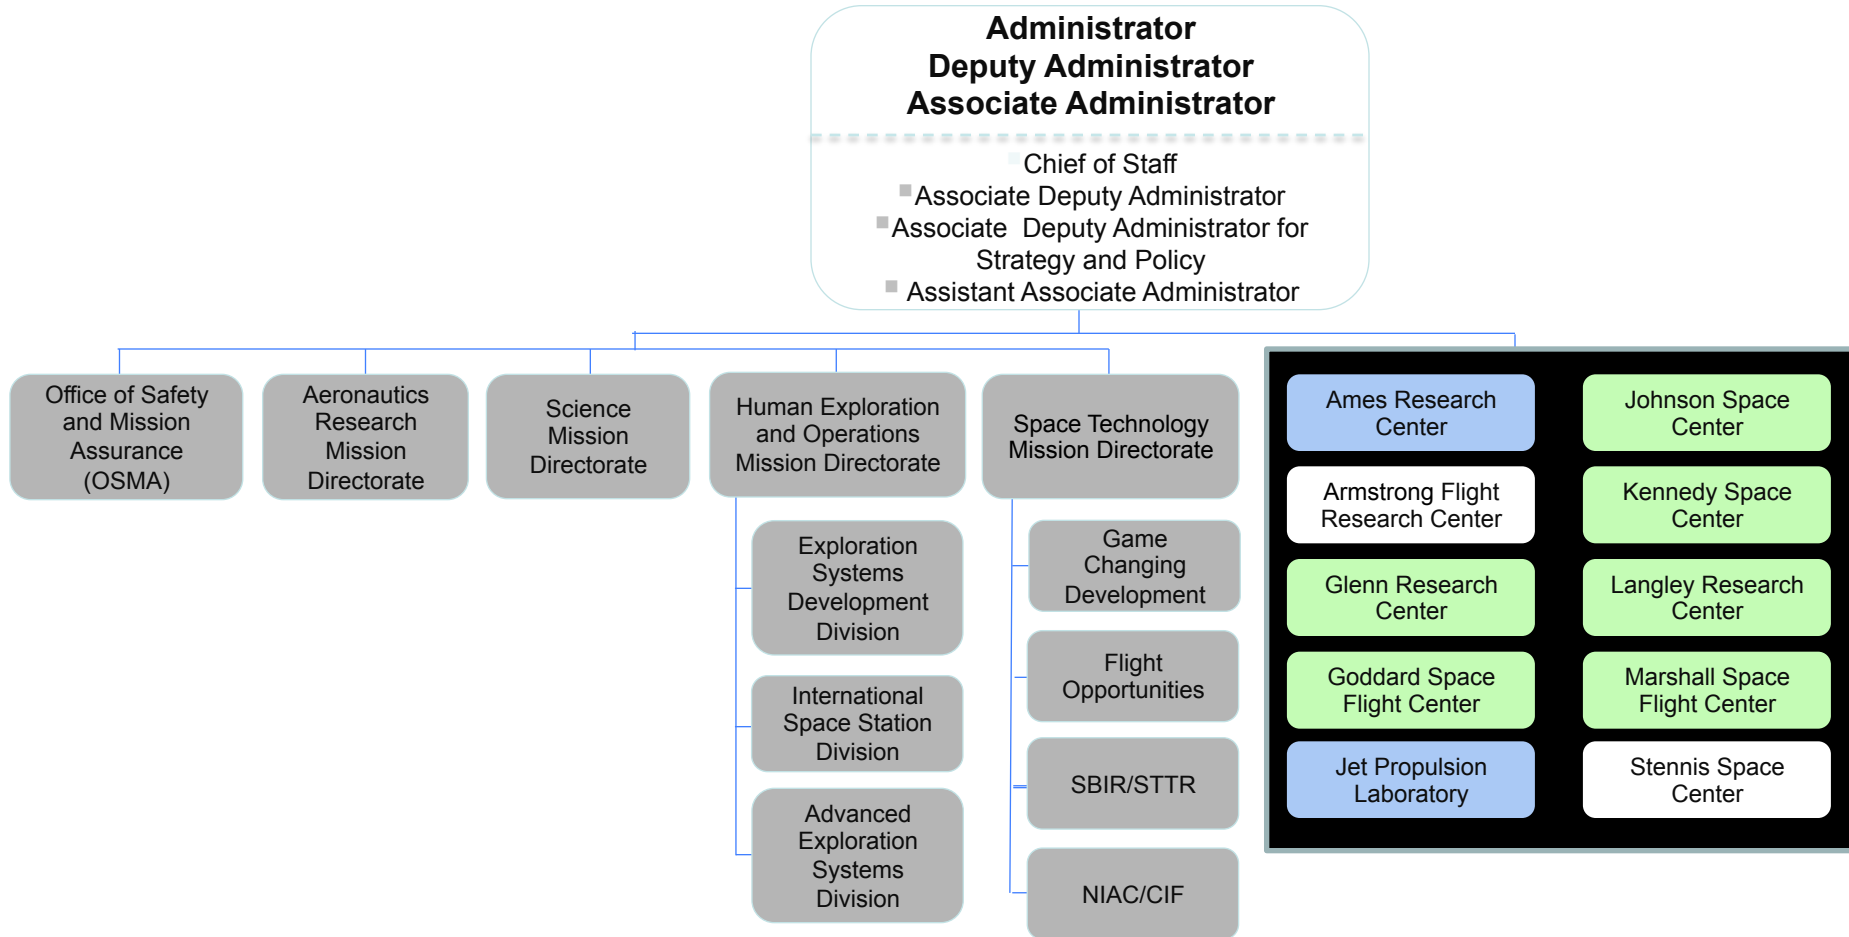 Administrator
Deputy Administrator
Associate Administrator
Chief of Staff
Associate Deputy Administrator
Associate Deputy Administrator for
Strategy and Policy
Assistant Associate Administrator
Office of Safety
and Mission
Assurance
(OSMA)
Aeronautics
Research
Mission
Directorate
Science
Mission
Directorate
Human Exploration
and Operations
Mission Directorate
Space Technology
Mission Directorate
Exploration
Systems
Development
Division
International
Space Station
Division
Advanced
Exploration
Systems
Division
Game
Changing
Development
Flight
Opportunities
SBIR/STTR
NIAC/CIF
Ames Research
Center
Johnson Space
Center
Armstrong Flight
Research Center
Kennedy Space
Center
Glenn Research
Center
Langley Research
Center
Goddard Space
Flight Center
Marshall Space
Flight Center
Jet Propulsion
Laboratory
Stennis Space
Center